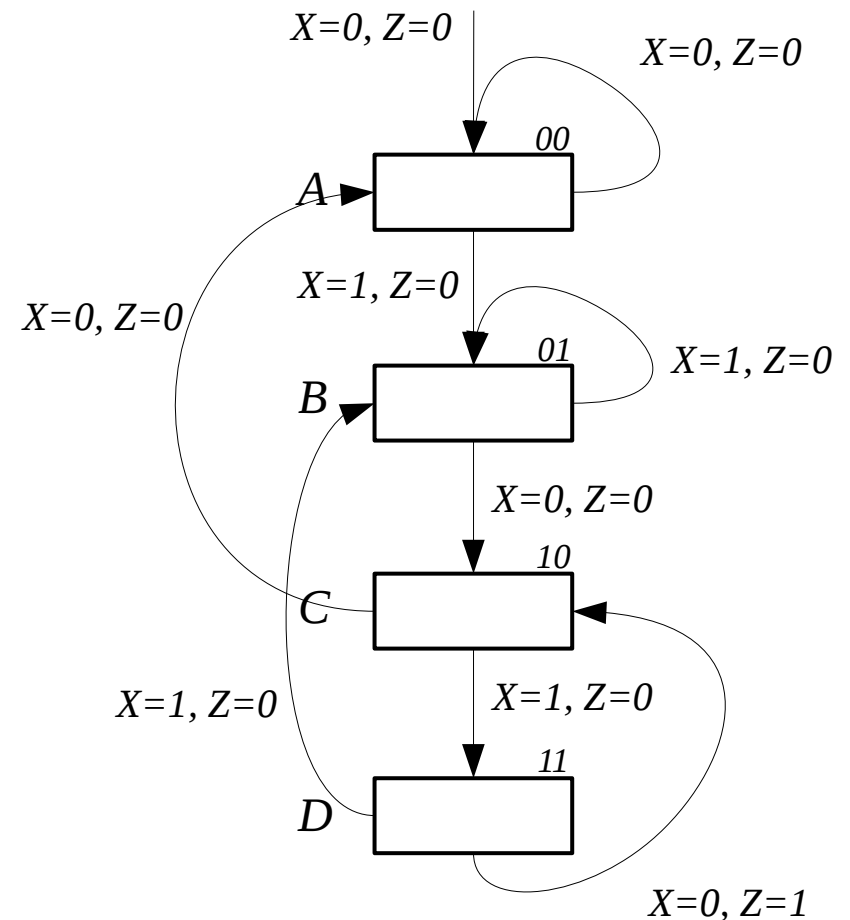 X=0, Z=0
X=0, Z=0
00
A
X=1, Z=0
X=0, Z=0
01
X=1, Z=0
B
X=0, Z=0
10
C
X=1, Z=0
X=1, Z=0
11
D
X=0, Z=1